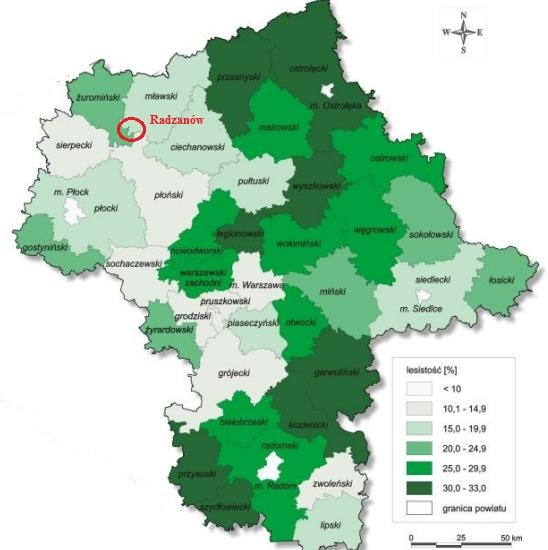 N
W E
S
ostrołęcki
przasnyski
żuromiński
mławski
m. Ostrołęka
Radzanów
makowski
sierpecki
ciechanowski
ostrowski
pułtuski
wyszkowski
m. Płock
płoński
płocki
legionowski
węgrowski
sokołowski
gostyniński
wołomiński
nowodworski
sochaczewski
warszawski
zachodni
siedlecki
łosicki
m. Warszawa
miński
pruszkowski
m. Siedlce
grodziski
piaseczyński
otwocki
żyrardowski
grójecki
garwoliński
lesistość [%]
< 10
10,1 - 14,9
15,0 - 19,9
20,0 - 24,9
25,0 - 29,9
30,0 - 33,0
granica powiatu
białobrzeski
kozienicki
radomski
przysuski
m. Radom
zwoleński
szydłowiecki
lipski
0 25 50 km